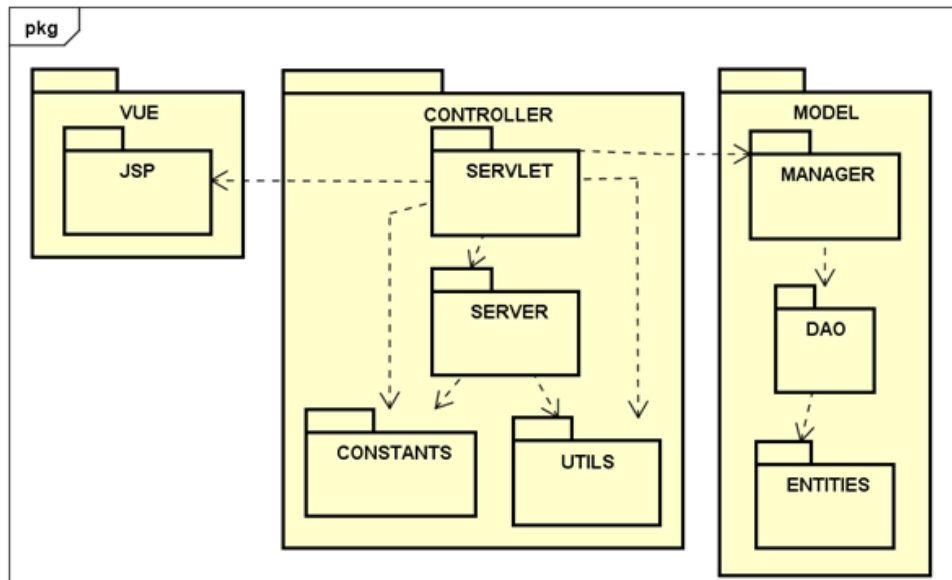 pkg
VUE
JSP
CONTROLLER
SERVLET
SERVER
CONSTANTS
UTILS
MODEL
MANAGER
DAO
ENTITIES